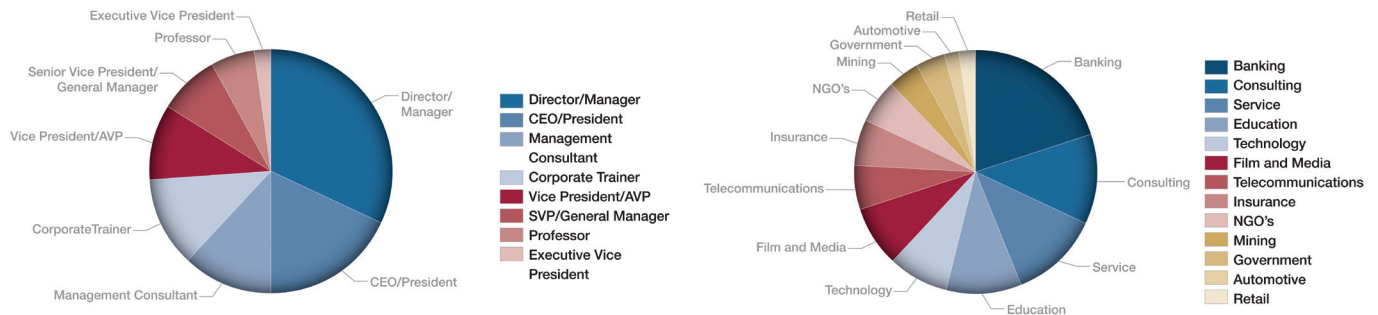 Executive Vice President
Professor
Senior Vice President/
General Manager
Vice President/AVP
CorporateTrainer
Management Consultant
CEO/President
Director/
Manager
Director/Manager
CEO/President
Management
Consultant
Corporate Trainer
Vice President/AVP
SVP/General Manager
Professor
Executive Vice
President
Retail
Automotive
Government
Mining
NGO's
Insurance
Telecommunications
Film and Media
Technology
Education
Service
Consulting
Banking
Banking
Consulting
Service
Education
Technology
Film and Media
Telecommunications
Insurance
NGO's
Mining
Government
Automotive
Retail